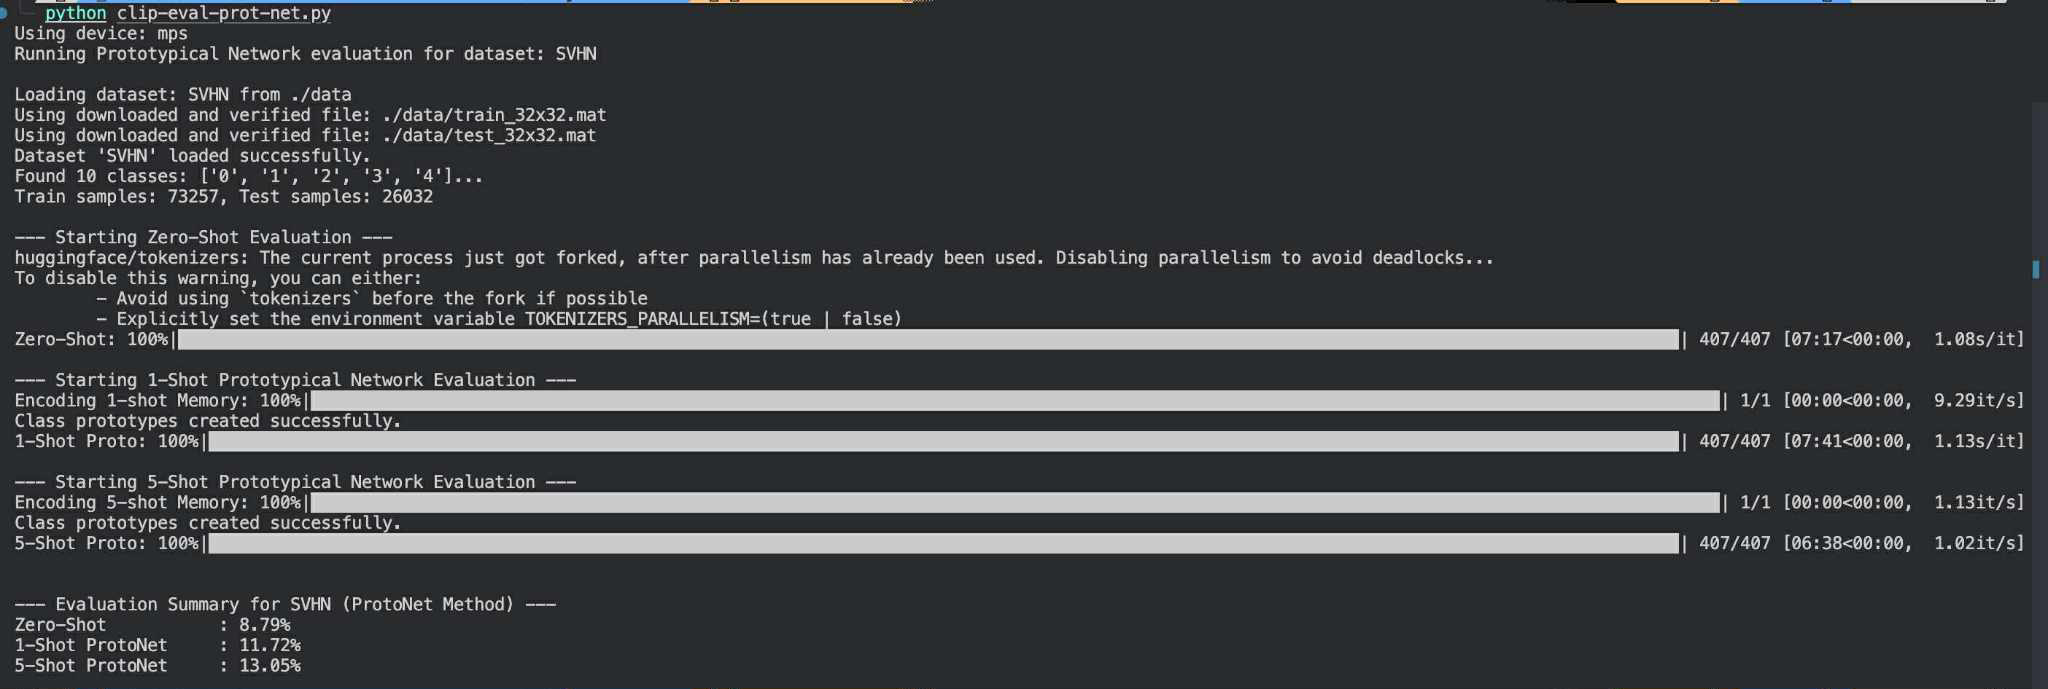 python clip-eval-prot-net.py
Using device: mps
Running Prototypical Network evaluation for dataset: SVHN
Loading dataset: SVHN from ./data
Using downloaded and verified file: ./data/train_32x32.mat
Using downloaded and verified file: ./data/test_32x32.mat
Dataset 'SVHN' loaded successfully.
Found 10 classes: ['0', '1', '2', '3', '4']...
Train samples: 73257, Test samples: 26032
--- Starting Zero-Shot Evaluation ---
huggingface/tokenizers: The current process just got forked, after parallelism has already been used. Disabling parallelism to avoid deadlocks...
To disable this warning, you can either:
- Avoid using `tokenizers` before the fork if possible
- Explicitly set the environment variable TOKENIZERS_PARALLELISM=(true | false)
Zero-Shot: 100%|| 407/407 [07:17<00:00, 1.08s/it]
--- Starting 1-Shot Prototypical Network Evaluation ---
Encoding 1-shot Memory: 100%|| 1/1 [00:00<00:00, 9.29it/s]
Class prototypes created successfully.
1-Shot Proto: 100%|| 407/407 [07:41<00:00, 1.13s/it]
--- Starting 5-Shot Prototypical Network Evaluation ---
Encoding 5-shot Memory: 100%|| 1/1 [00:00<00:00, 1.13it/s]
Class prototypes created successfully.
5-Shot Proto: 100%|| 407/407 [06:38<00:00, 1.02it/s]
--- Evaluation Summary for SVHN (ProtoNet Method) ---
Zero-Shot : 8.79%
1-Shot ProtoNet : 11.72%
5-Shot ProtoNet : 13.05%